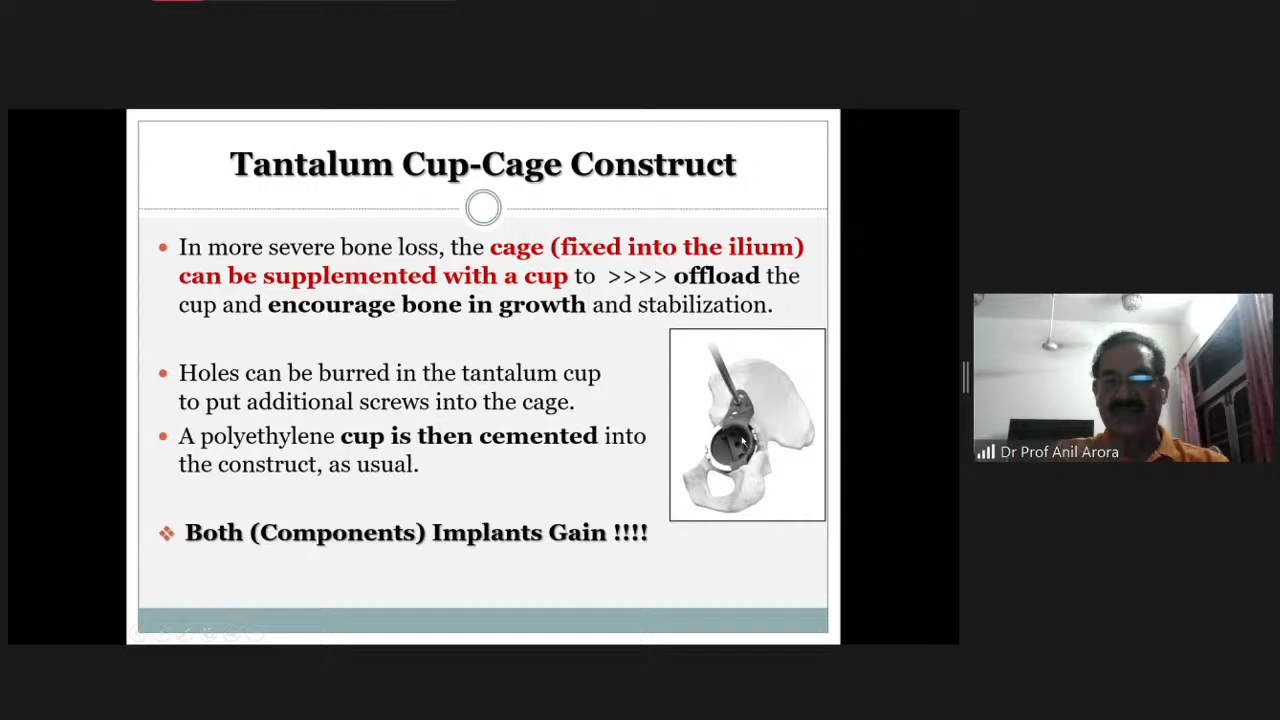 Tantalum Cup-Cage Construct
In more severe bone loss, the cage (fixed into the ilium)
can be supplemented with a cup to >>>> offload the
cup and encourage bone in growth and stabilization.
Holes can be burred in the tantalum cup
to put additional screws into the cage.
A polyethylene cup is then cemented into
the construct, as usual.
Both (Components) Implants Gain !!!!
Dr Prof Anil Arora